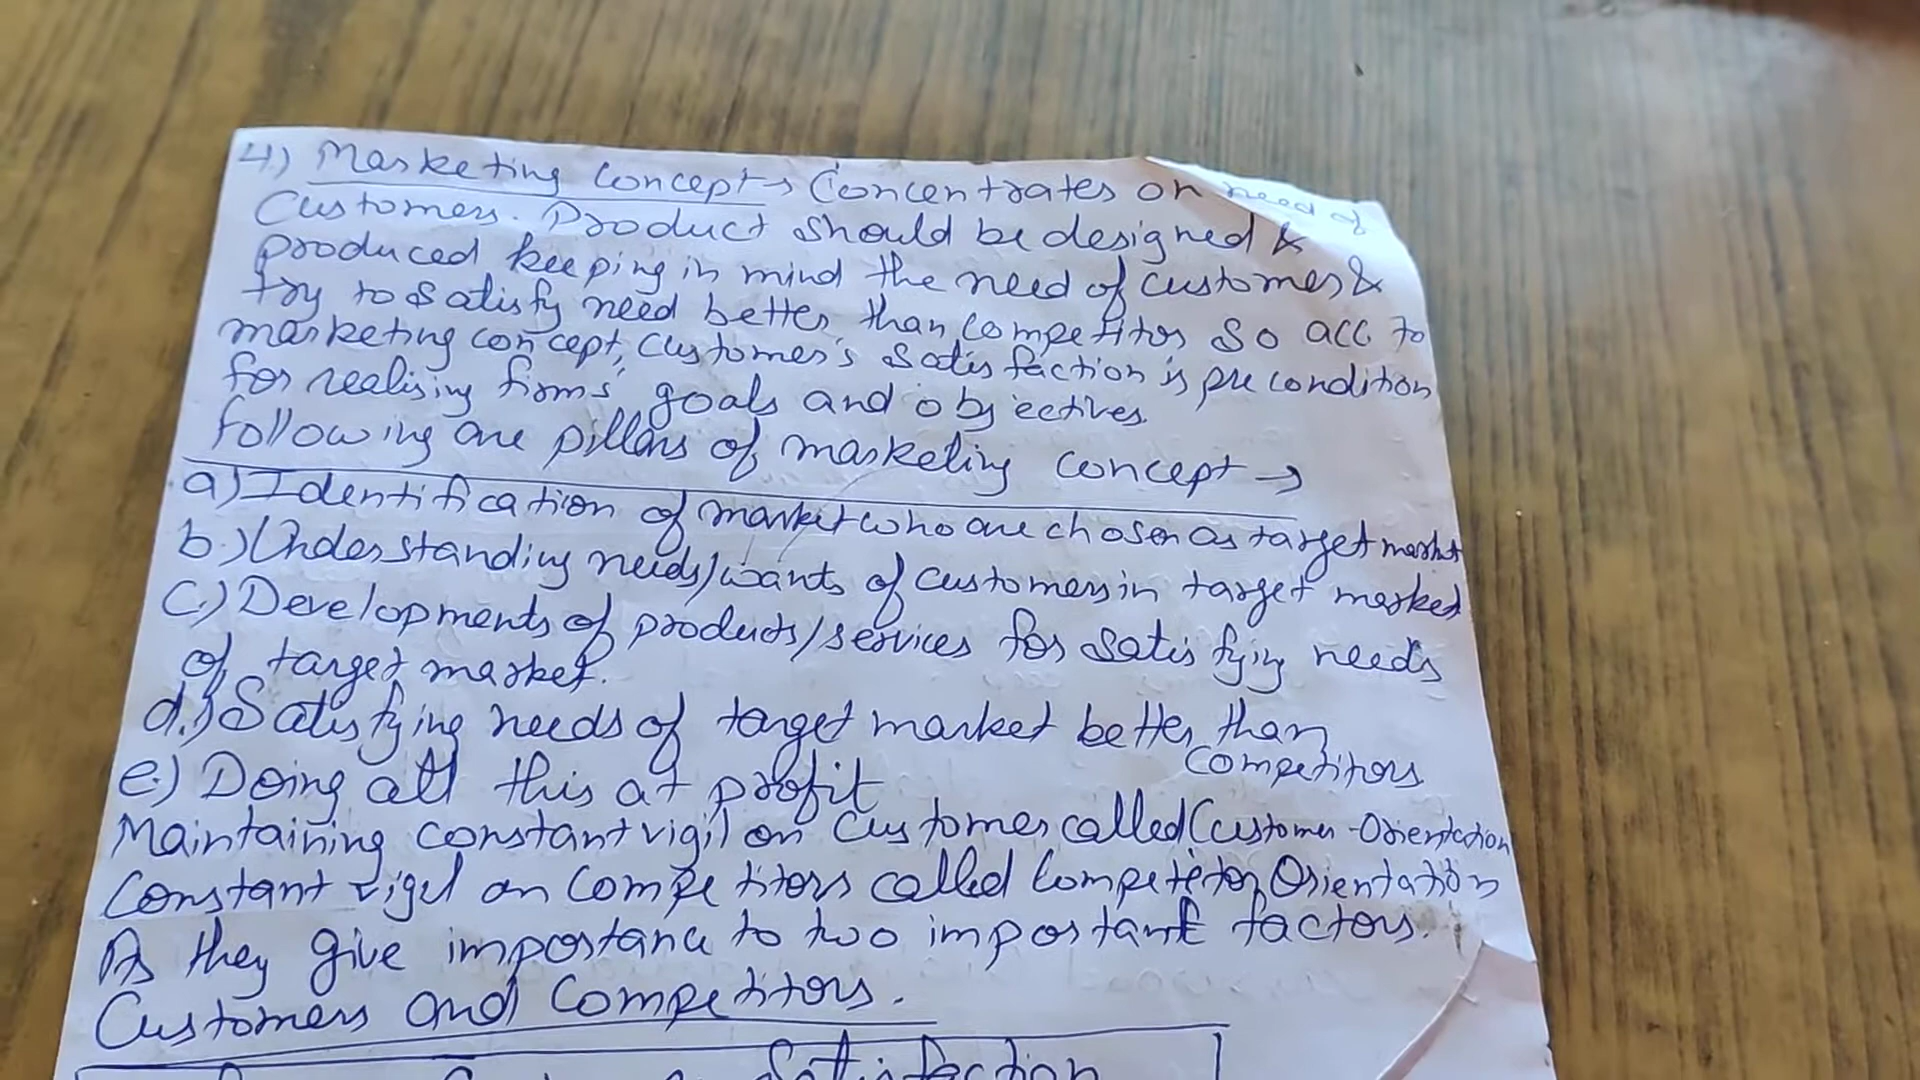 4.) Marketing Concept → Concentrates on need of
Customers. Product should be designed &
produced keeping in mind the need of customers &
try to satisfy need better than competitor so acc to
marketing concept, customer's satisfaction is pre condition
for realising firm's goals and objectives.
Following are pillars of marketing concept →
a) Identification of market who are chosen as target market
b.) Understanding needs/wants of customers in target market
C.) Developments of products/services for satisfying needs
of target market.
d.) Satisfying needs of target market better than
Competitors
e.) Doing all this at profit
Maintaining constant vigil on customer called Customer-Orientation
Constant vigil on Competitors called Competitor Orientation
As they give importance to two important factors.
Customers and Competitors.
Satisfaction